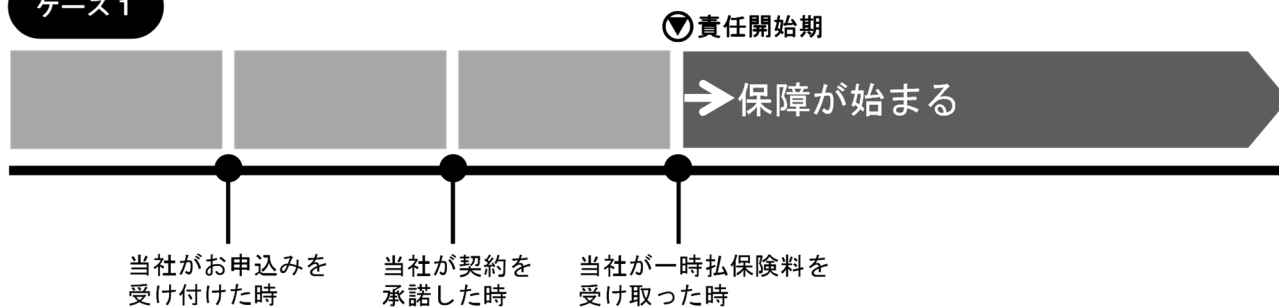 ケース 1
責任開始期
保障が始まる
当社がお申込みを
受け付けた時
当社が契約を
承諾した時
当社が一時払保険料を
受け取った時